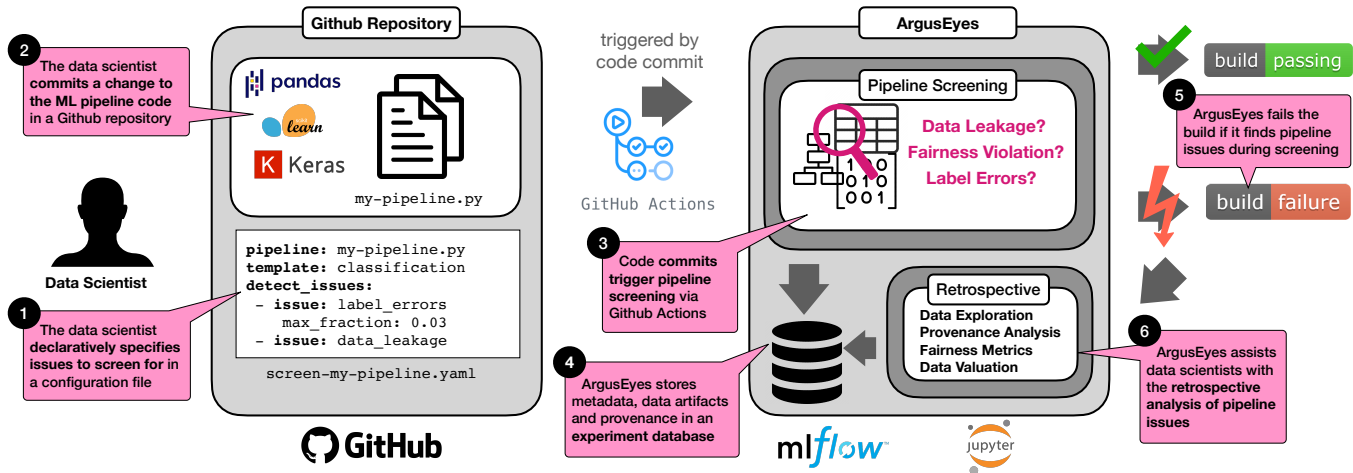 Github Repository
ArgusEyes
2
The data scientist
commits a change to
the ML pipeline code
in a Github repository
pandas
learn
K Keras
my-pipeline.py
triggered by
code commit
GitHub Actions
Pipeline Screening
Data Leakage?
Fairness Violation?
Label Errors?
1 0 0
0 1 0
0 0 1
build passing
5
ArgusEyes fails the
build if it finds pipeline
issues during screening
build failure
Data Scientist
pipeline: my-pipeline.py
template: classification
detect_issues:
- issue: label_errors
max_fraction: 0.03
- issue: data_leakage
screen-my-pipeline.yaml
1
The data scientist
declaratively specifies
issues to screen for in
a configuration file
3
Code commits
trigger pipeline
screening via
Github Actions
Retrospective
Data Exploration
Provenance Analysis
Fairness Metrics
Data Valuation
4
ArgusEyes stores
metadata, data artifacts
and provenance in an
experiment database
6
ArgusEyes assists
data scientists with
the retrospective
analysis of pipeline
issues
GitHub
mlflow
jupyter